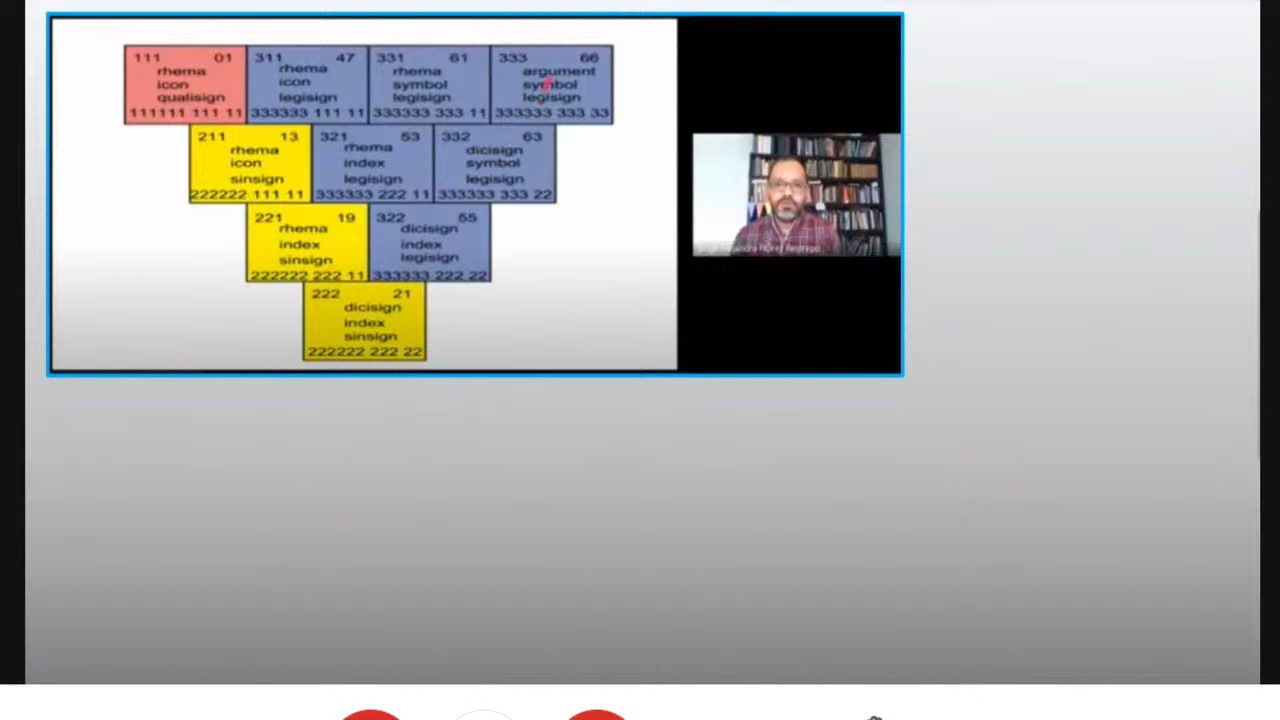 111 01
rhema
icon
qualisign
111111 111 11
311 47
rhema
icon
legisign
333333 111 11
331 61
rhema
symbol
legisign
333333 333 11
333 66
argument
symbol
legisign
333333 333 33
211 13
rhema
icon
sinsign
222222 111 11
321 53
rhema
index
legisign
333333 222 11
332 63
dicisign
symbol
legisign
333333 333 22
221 19
rhema
index
sinsign
222222 222 11
322 55
dicisign
index
legisign
333333 222 22
222 21
dicisign
index
sinsign
222222 222 22
Restrepo